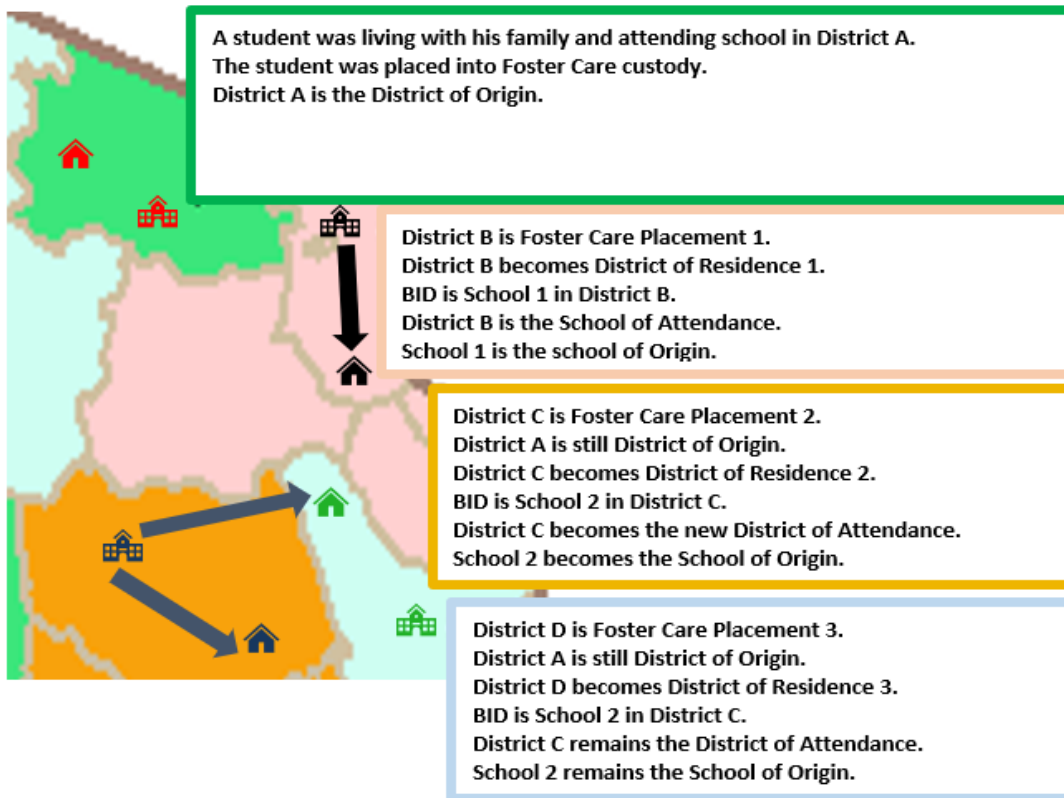 A student was living with his family and attending school in District A.
The student was placed into Foster Care custody.
District A is the District of Origin.
District B is Foster Care Placement 1.
District B becomes District of Residence 1.
BID is School 1 in District B.
District B is the School of Attendance.
School 1 is the school of Origin.
District C is Foster Care Placement 2.
District A is still District of Origin.
District C becomes District of Residence 2.
BID is School 2 in District C.
District C becomes the new District of Attendance.
School 2 becomes the School of Origin.
District D is Foster Care Placement 3.
District A is still District of Origin.
District D becomes District of Residence 3.
BID is School 2 in District C.
District C remains the District of Attendance.
School 2 remains the School of Origin.